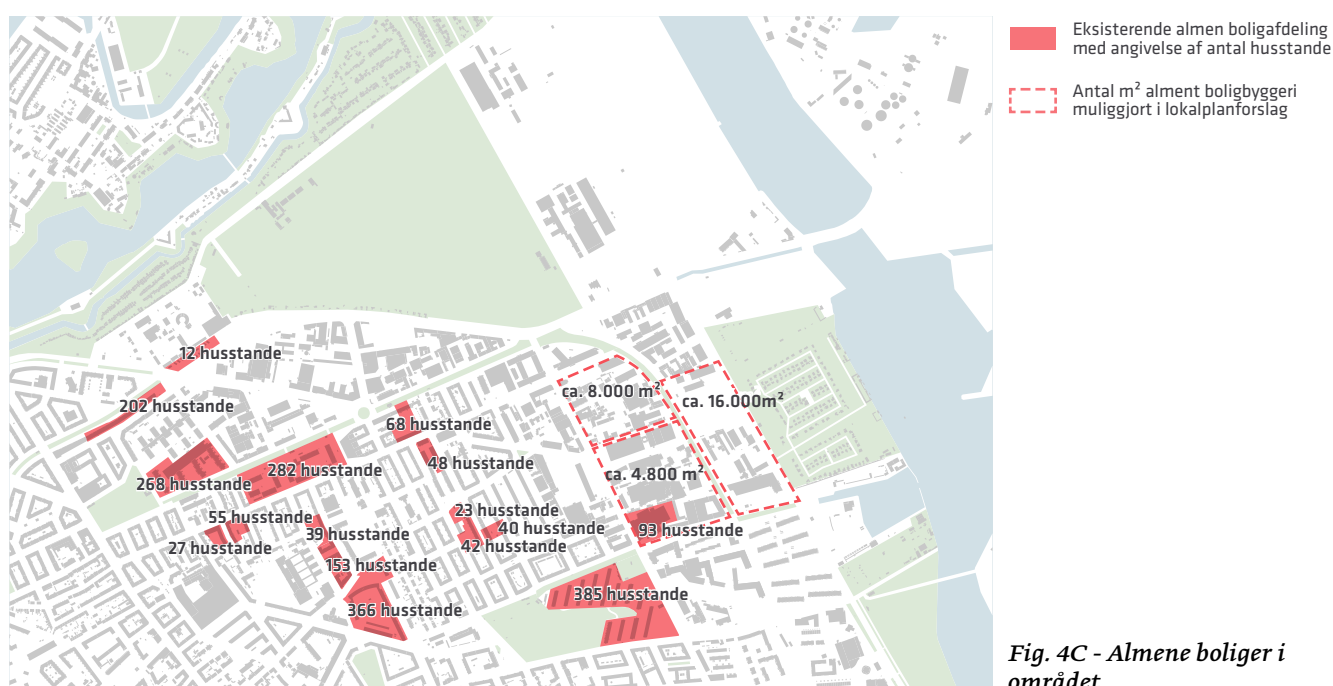 Eksisterende almen boligafdeling
med angivelse af antal husstande
Antal m² alment boligbyggeri
muliggjort i lokalplanforslag
12 husstande
202 husstande
268 husstande
282 husstande
68 husstande
48 husstande
ca. 8.000 m²
ca. 16.000m²
ca. 4.800 m²
55 husstande
27 husstande
39 husstande
153 husstande
366 husstande
23 husstande
40 husstande
42 husstande
93 husstande
385 husstande
Fig. 4C - Almene boliger i
området